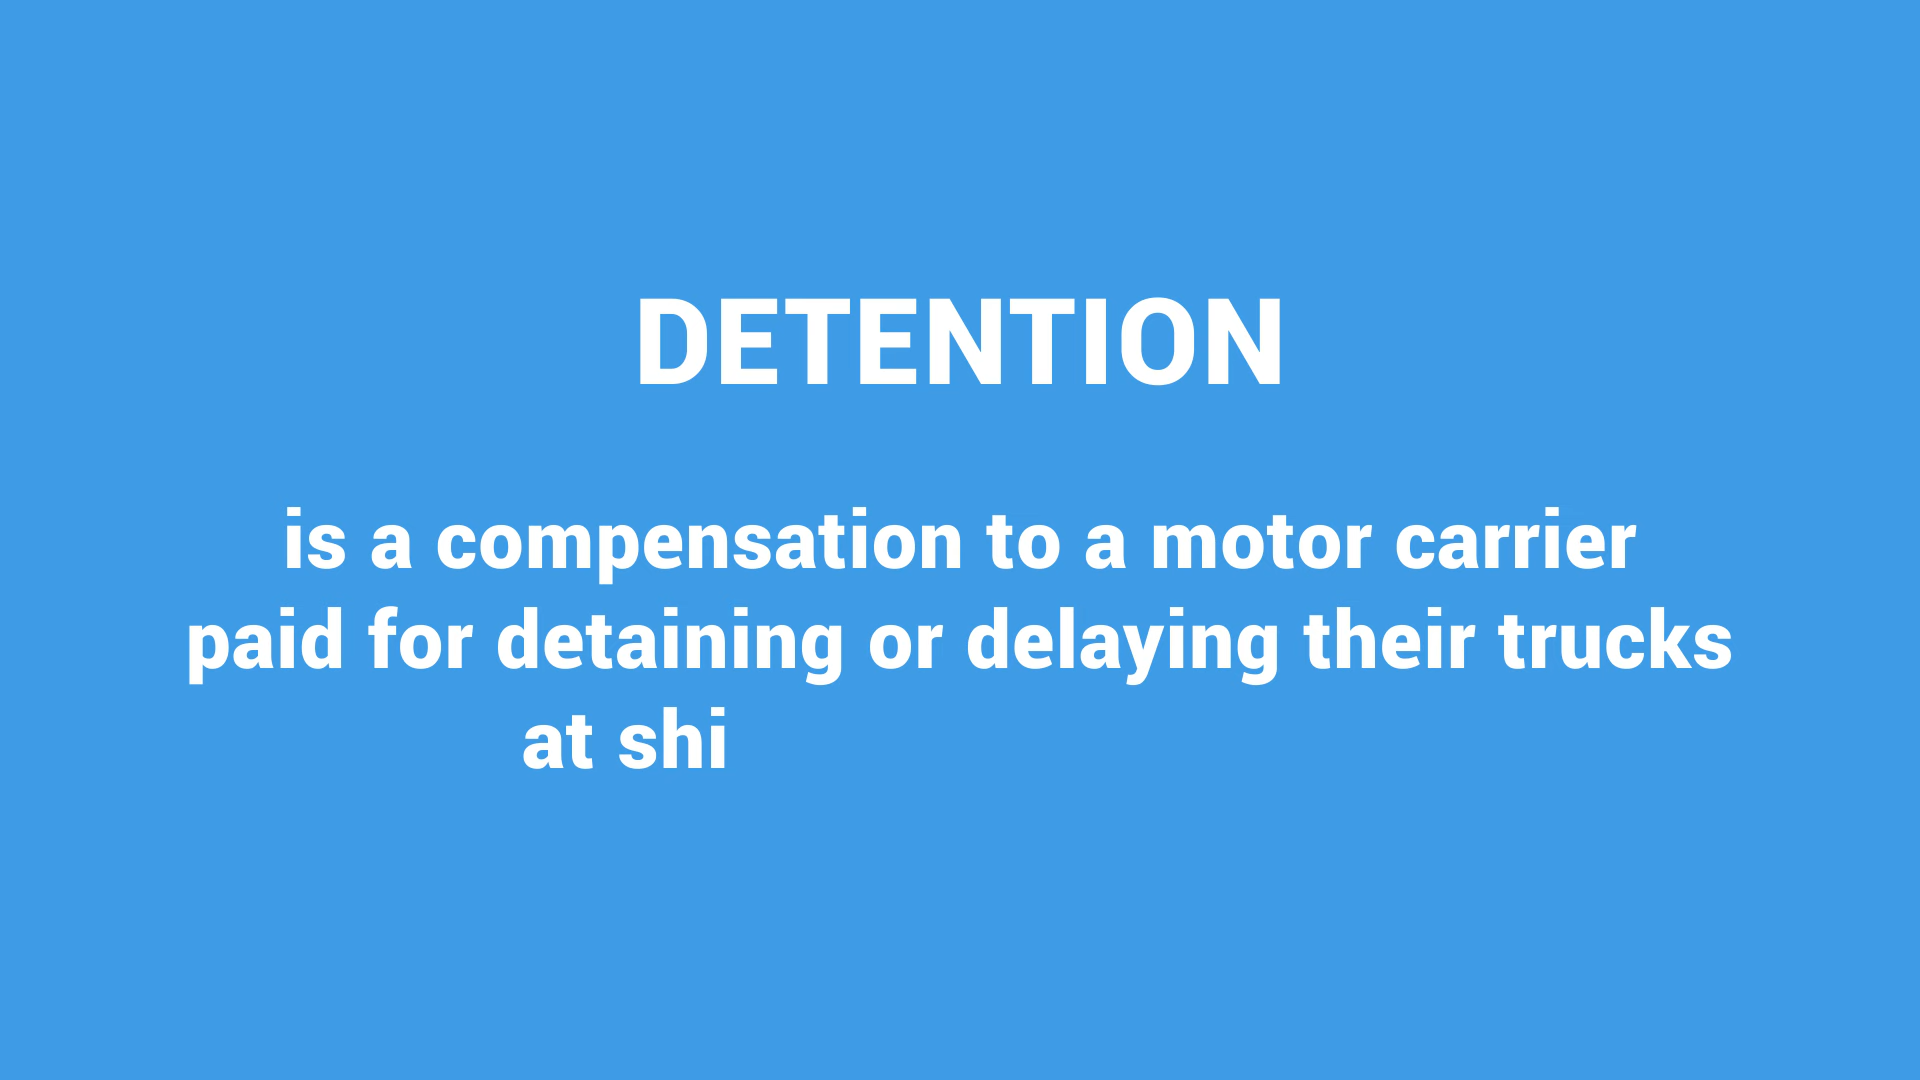 DETENTION
is a compensation to a motor carrier
paid for detaining or delaying their trucks
at shi